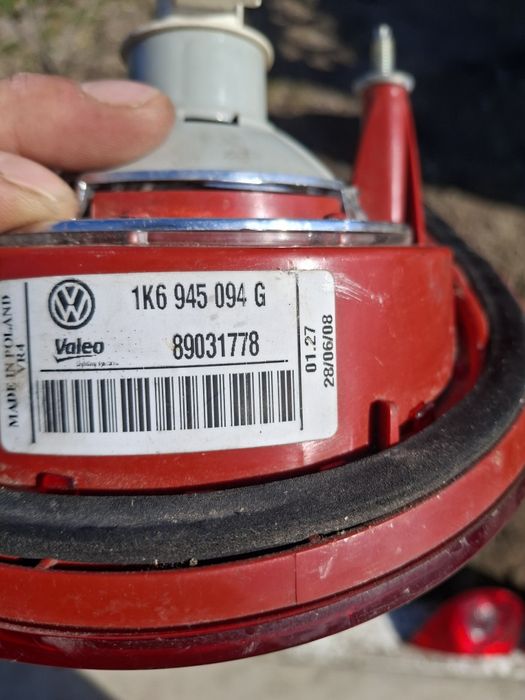 1K6 945 094 G
Valeo
89031778
MADE IN POLAND
VR4
01.27
28/06/08